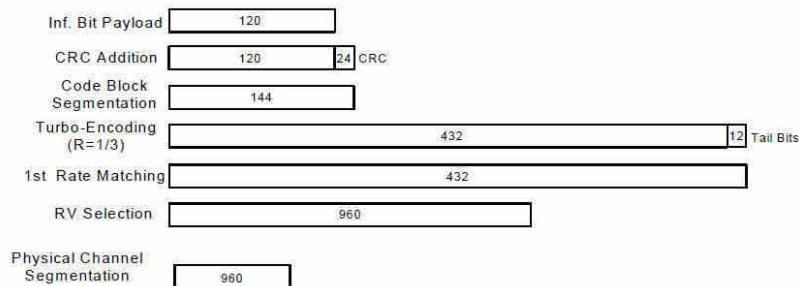 Inf. Bit Payload 120
CRC Addition 120 24 CRC
Code Block
Segmentation 144
Turbo-Encoding
(R=1/3) 432 12 Tail Bits
1st Rate Matching 432
RV Selection 960
Physical Channel
Segmentation 960